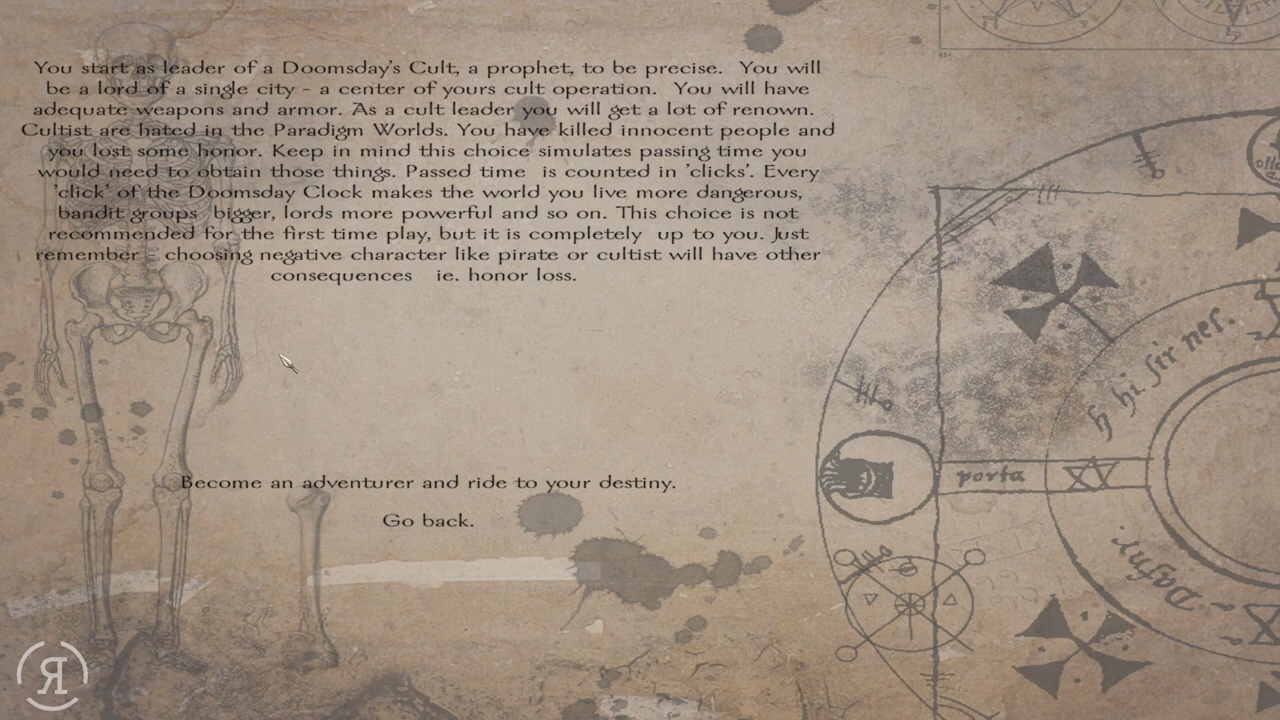 You start as leader of a Doomsday's Cult, a prophet, to be precise.  You will
be a lord of a single city - a center of yours cult operation.  You will have
adequate weapons and armor. As a cult leader you will get a lot of renown.
Cultist are hated in the Paradigm Worlds. You have killed innocent people and
you lost some honor. Keep in mind this choice simulates passing time you
would need to obtain those things. Passed time  is counted in 'clicks'. Every
'click' of the Doomsday Clock makes the world you live more dangerous,
bandit groups  bigger, lords more powerful and so on. This choice is not
recommended for the first time play, but it is completely  up to you. Just
remember - choosing negative character like pirate or cultist will have other
consequences   ie. honor loss.
h hi sir nes.
porta
Become an adventurer and ride to your destiny.
Go back.